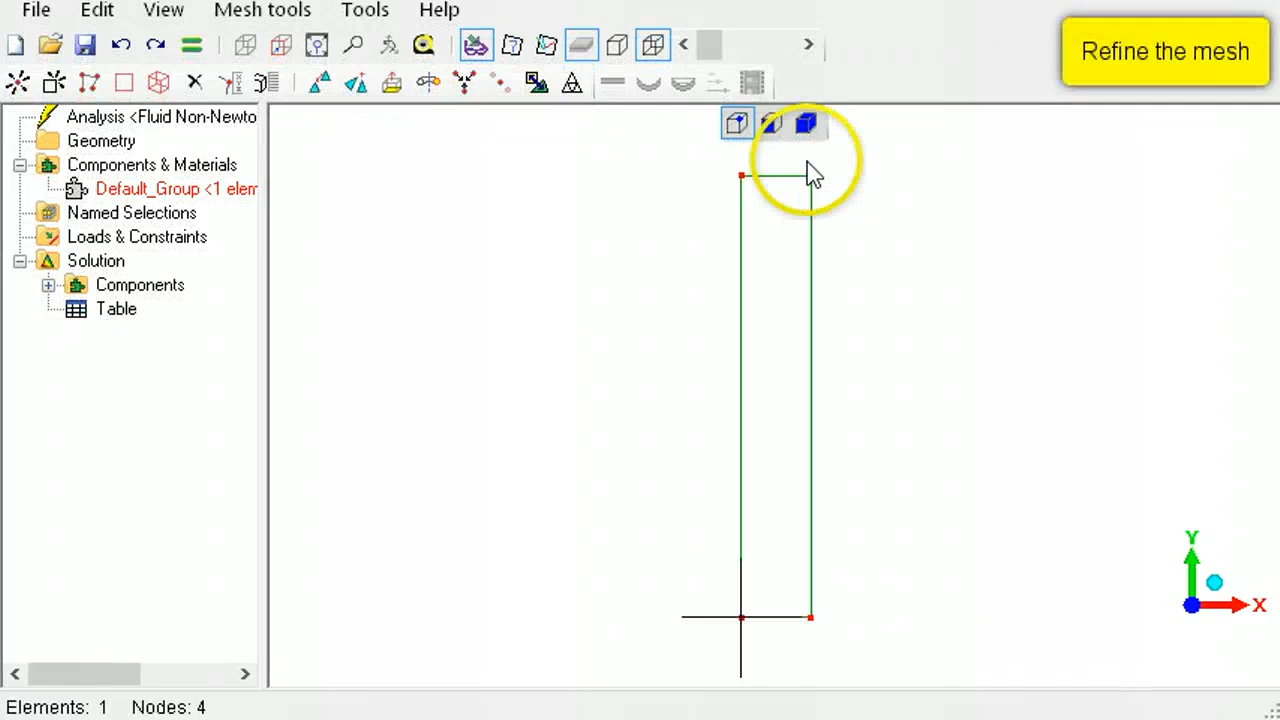 File Edit View Mesh tools Tools Help
Refine the mesh
Analysis <Fluid Non-Newto
Geometry
Components & Materials
Default_Group <1 elem
Named Selections
Loads & Constraints
Solution
Components
Table
Y
X
Elements: 1 Nodes: 4